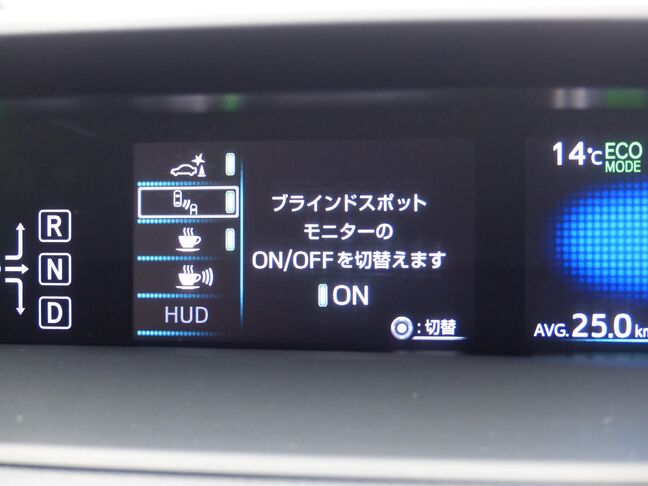 R
N
D
HUD
ブラインドスポット
モニターの
ON/OFFを切替えます
ON
:切替
14℃
ECO
MODE
AVG.25.0km